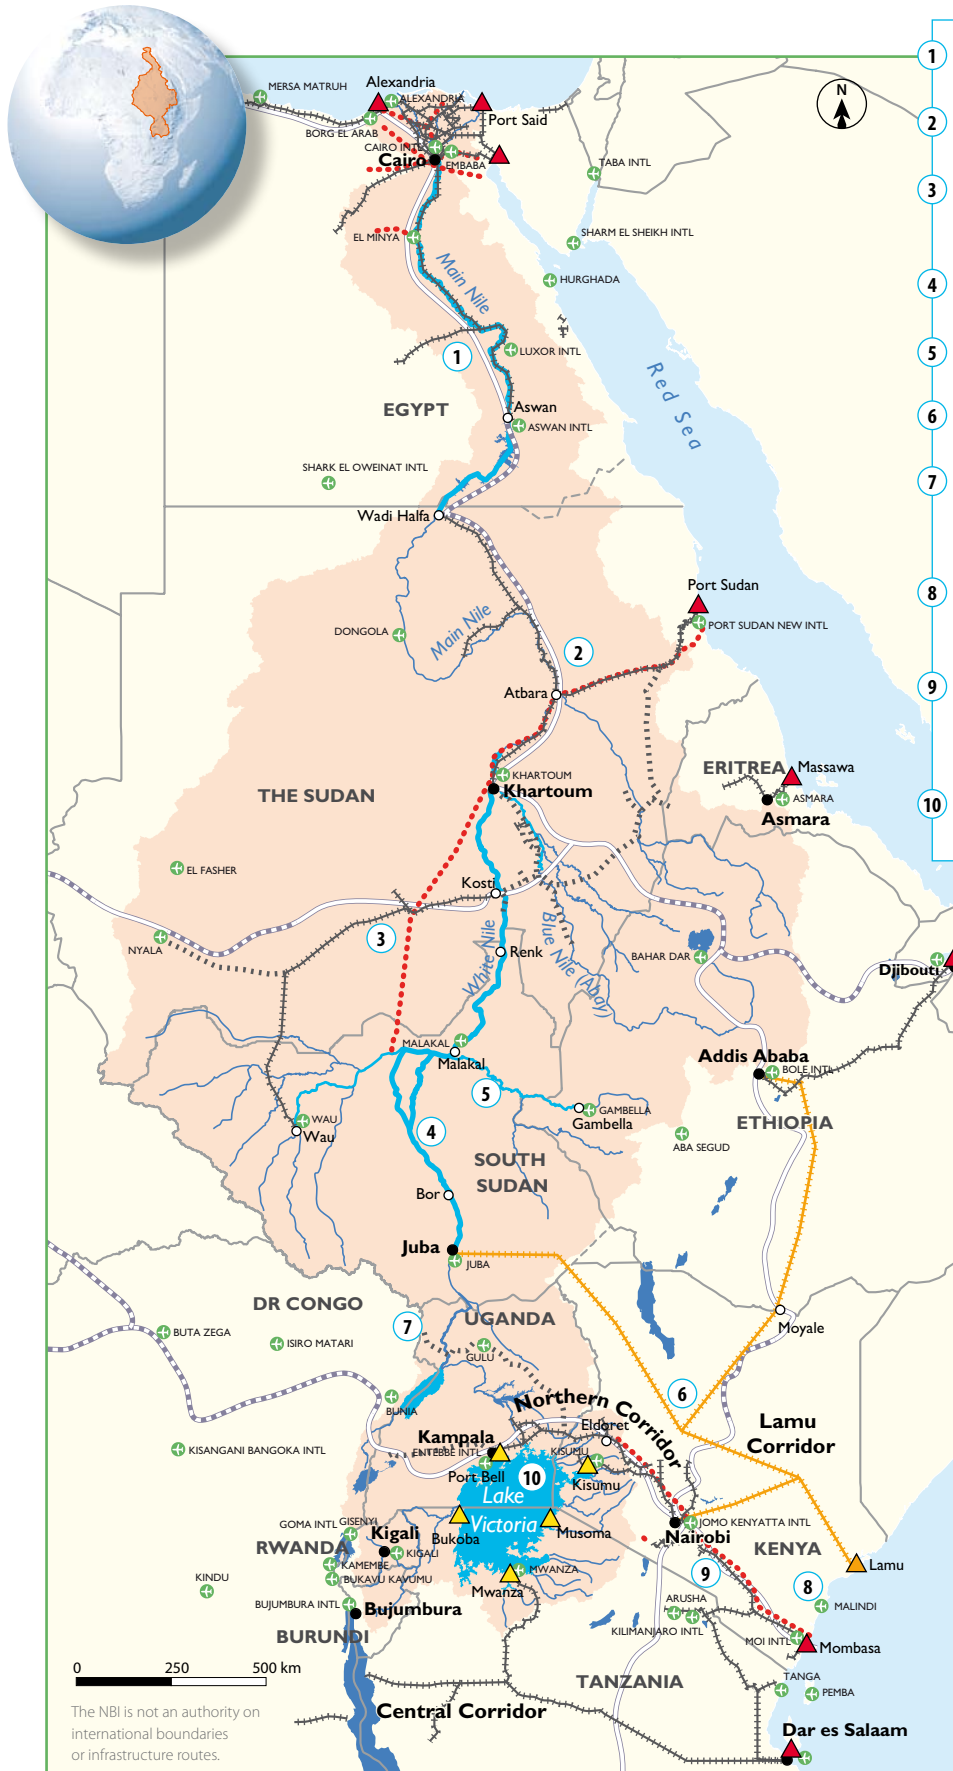 1
2
3
4
5
6
7
8
9
10
N
MERSA MATRUH
Alexandria
ALEXANDRIA
BORG EL ARAB
Port Said
CAIRO INTL
Cairo
EMBABA
TABA INTL
EL MINYA
SHARM EL SHEIKH INTL
HURGHADA
Main Nile
1
LUXOR INTL
Red Sea
EGYPT
Aswan
ASWAN INTL
SHARK EL OWEINAT INTL
Wadi Halfa
Port Sudan
PORT SUDAN NEW INTL
DONGOLA
Main Nile
2
Atbara
ERITREA
Massawa
KHARTOUM
Khartoum
THE SUDAN
ASMARA
Asmara
EL FASHER
Kosti
3
White Nile
Blue Nile (Abay)
NYALA
Renk
BAHAR DAR
Djibouti
MALAKAL
Malakal
Addis Ababa
BOLE INTL
5
WAU
Wau
GAMBELLA
Gambella
ETHIOPIA
4
ABA SEGUD
SOUTH
SUDAN
Bor
Juba
JUBA
DR CONGO
UGANDA
7
BUTA ZEGA
ISIRO MATARI
GULU
Moyale
BUNIA
6
Northern Corridor
Lamu
Corridor
Eldoret
Kampala
ENTEBBE INTL
KISANGANI BANGOKA INTL
KISUMU
Port Bell
10
Kisumu
Lake
Victoria
Bukoba
Musoma
GOMA INTL
GISENYI
Kigali
KIGALI
JOMO KENYATTA INTL
Nairobi
RWANDA
KENYA
KAMEMBE
BUKAVU KAVUMU
MWANZA
Mwanza
Lamu
KINDU
9
8
BUJUMBURA INTL
Bujumbura
ARUSHA
MALINDI
KILIMANJARO INTL
BURUNDI
MOI INTL
Mombasa
0 250 500 km
TANZANIA
TANGA
PEMBA
The NBI is not an authority on
international boundaries
or infrastructure routes.
Central Corridor
Dar es Salaam